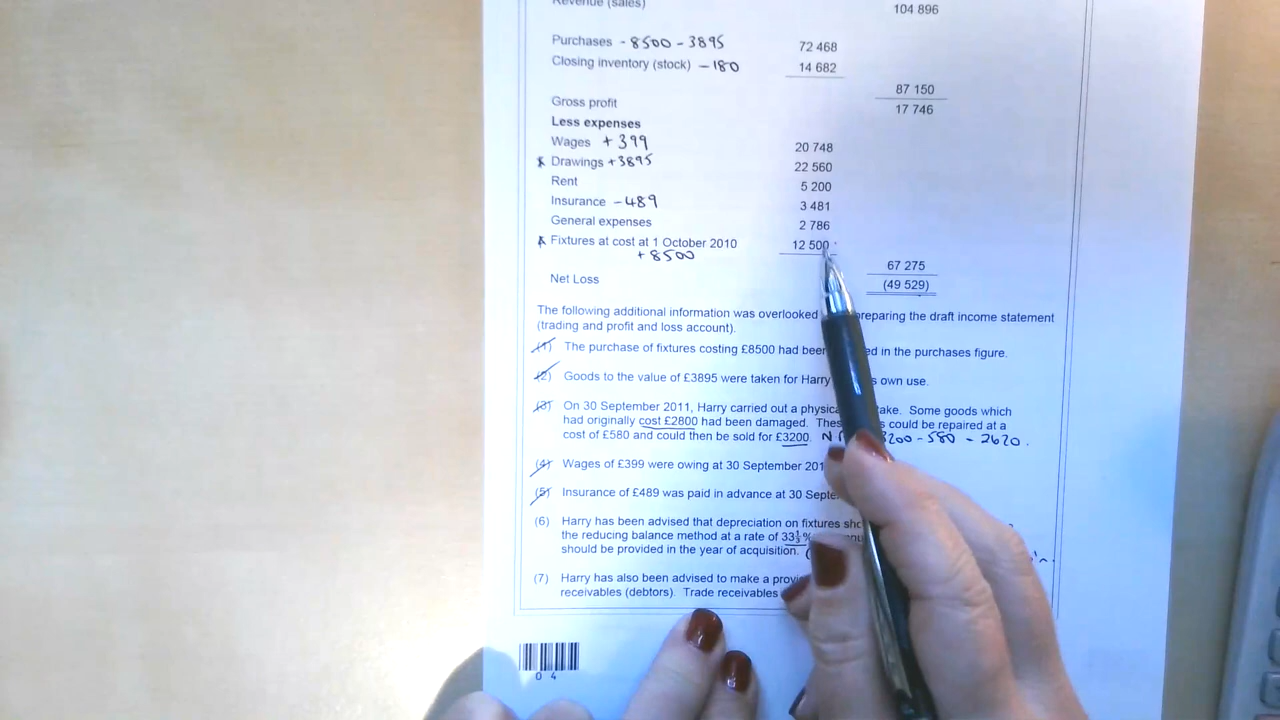 Revenue (sales) 104 896
Purchases - 8500 - 3895 72 468
Closing inventory (stock) - 180 14 682
87 150
Gross profit 17 746
Less expenses
Wages + 399 20 748
Drawings + 3895 22 560
Rent 5 200
Insurance - 489 3 481
General expenses 2 786
Fixtures at cost at 1 October 2010 12 500
+ 8500
67 275
Net Loss (49 529)
The following additional information was overlooked preparing the draft income statement
(trading and profit and loss account).
(1) The purchase of fixtures costing £8500 had been in the purchases figure.
(2) Goods to the value of £3895 were taken for Harry own use.
(3) On 30 September 2011, Harry carried out a Some goods which
had originally cost £2800 had been damaged. could be repaired at a
cost of £580 and could then be sold for £3200. - 580 - 2620.
(4) Wages of £399 were owing at 30 September
(5) Insurance of £489 was paid in advance at 30
(6) Harry has been advised that depreciation on fixtures
the reducing balance method at a rate of 33⅓%
should be provided in the year of acquisition.
(7) Harry has also been advised to make a
receivables (debtors). Trade receivables
0 4